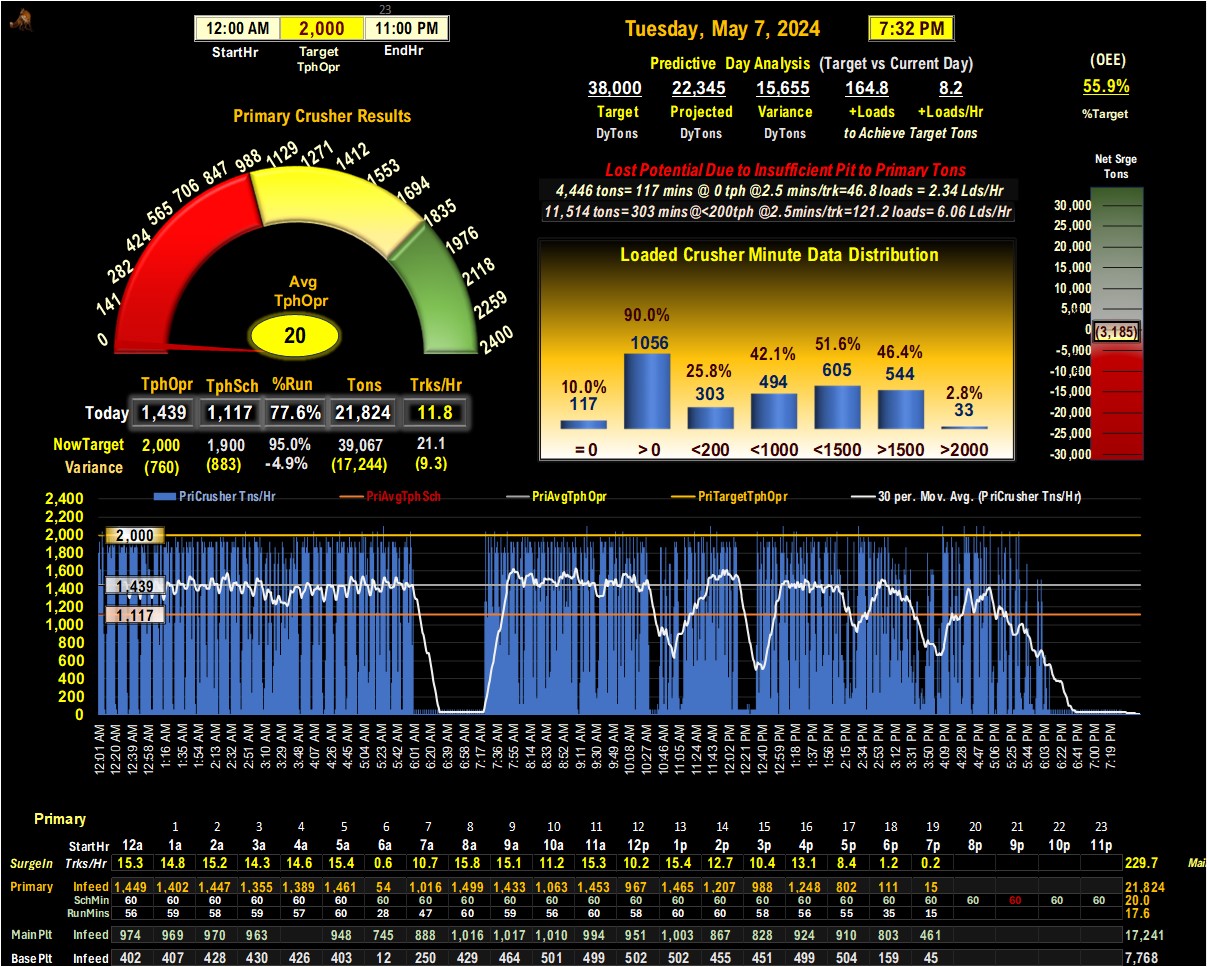 23
12:00 AM 2,000 11:00 PM
StartHr Target TphOpr EndHr
Tuesday, May 7, 2024 7:32 PM
Predictive Day Analysis (Target vs Current Day)
38,000 22,345 15,655 164.8 8.2
Target Projected Variance +Loads +Loads/Hr
DyTons DyTons DyTons to Achieve Target Tons
(OEE)
55.9%
%Target
Primary Crusher Results
0 141 282 424 565 706 847 988 1129 1271 1412 1553 1694 1835 1976 2118 2259 2400
Avg
TphOpr
20
Lost Potential Due to Insufficient Pit to Primary Tons
4,446 tons= 117 mins @ 0 tph @2.5 mins/trk=46.8 loads = 2.34 Lds/Hr
11,514 tons= 303 mins@<200tph @2.5mins/trk=121.2 loads= 6.06 Lds/Hr
Net Srge
Tons
30,000
25,000
20,000
15,000
10,000
5,000
0
(3,185)
-5,000
-10,000
-15,000
-20,000
-25,000
-30,000
Loaded Crusher Minute Data Distribution
10.0% 90.0% 25.8% 42.1% 51.6% 46.4% 2.8%
117 1056 303 494 605 544 33
= 0 > 0 <200 <1000 <1500 >1500 >2000
TphOpr TphSch %Run Tons Trks/Hr
Today 1,439 1,117 77.6% 21,824 11.8
NowTarget 2,000 1,900 95.0% 39,067 21.1
Variance (760) (883) -4.9% (17,244) (9.3)
PriCrusher Tns/Hr PriAvgTphSch PriAvgTphOpr PriTargetTphOpr 30 per. Mov. Avg. (PriCrusher Tns/Hr)
2,400
2,200
2,000
1,800
1,600
1,400
1,200
1,000
800
600
400
200
0
2,000
1,439
1,117
12:01 AM 12:20 AM 12:39 AM 12:58 AM 1:16 AM 1:35 AM 1:54 AM 2:13 AM 2:32 AM 2:51 AM 3:10 AM 3:29 AM 3:48 AM 4:07 AM 4:26 AM 4:45 AM 5:04 AM 5:23 AM 5:42 AM 6:01 AM 6:20 AM 6:39 AM 6:58 AM 7:17 AM 7:36 AM 7:55 AM 8:14 AM 8:33 AM 8:52 AM 9:11 AM 9:30 AM 9:49 AM 10:08 AM 10:27 AM 10:46 AM 11:05 AM 11:24 AM 11:43 AM 12:02 PM 12:21 PM 12:40 PM 12:59 PM 1:18 PM 1:37 PM 1:56 PM 2:15 PM 2:34 PM 2:53 PM 3:12 PM 3:31 PM 3:50 PM 4:09 PM 4:28 PM 4:47 PM 5:06 PM 5:25 PM 5:44 PM 6:03 PM 6:22 PM 6:41 PM 7:00 PM 7:19 PM
Primary
1 2 3 4 5 6 7 8 9 10 11 12 13 14 15 16 17 18 19 20 21 22 23
StartHr 12a 1a 2a 3a 4a 5a 6a 7a 8a 9a 10a 11a 12p 1p 2p 3p 4p 5p 6p 7p 8p 9p 10p 11p
SurgeIn Trks/Hr 15.3 14.8 15.2 14.3 14.6 15.4 0.6 10.7 15.8 15.1 11.2 15.3 10.2 15.4 12.7 10.4 13.1 8.4 1.2 0.2 229.7
Primary Infeed 1,449 1,402 1,447 1,355 1,389 1,461 54 1,016 1,499 1,433 1,063 1,453 967 1,465 1,207 988 1,248 802 111 15 21,824
SchMin 60 60 60 60 60 60 60 60 60 60 60 60 60 60 60 60 60 60 60 60 60 60 60 60 20.0
RunMins 56 59 58 59 57 60 28 47 60 59 56 60 58 60 60 58 56 55 35 15 17.6
MainPlt Infeed 974 969 970 963 948 745 888 1,016 1,017 1,010 994 951 1,003 867 828 924 910 803 461 17,241
BasePlt Infeed 402 407 428 430 426 403 12 250 429 464 501 499 502 502 455 451 499 504 159 45 7,768